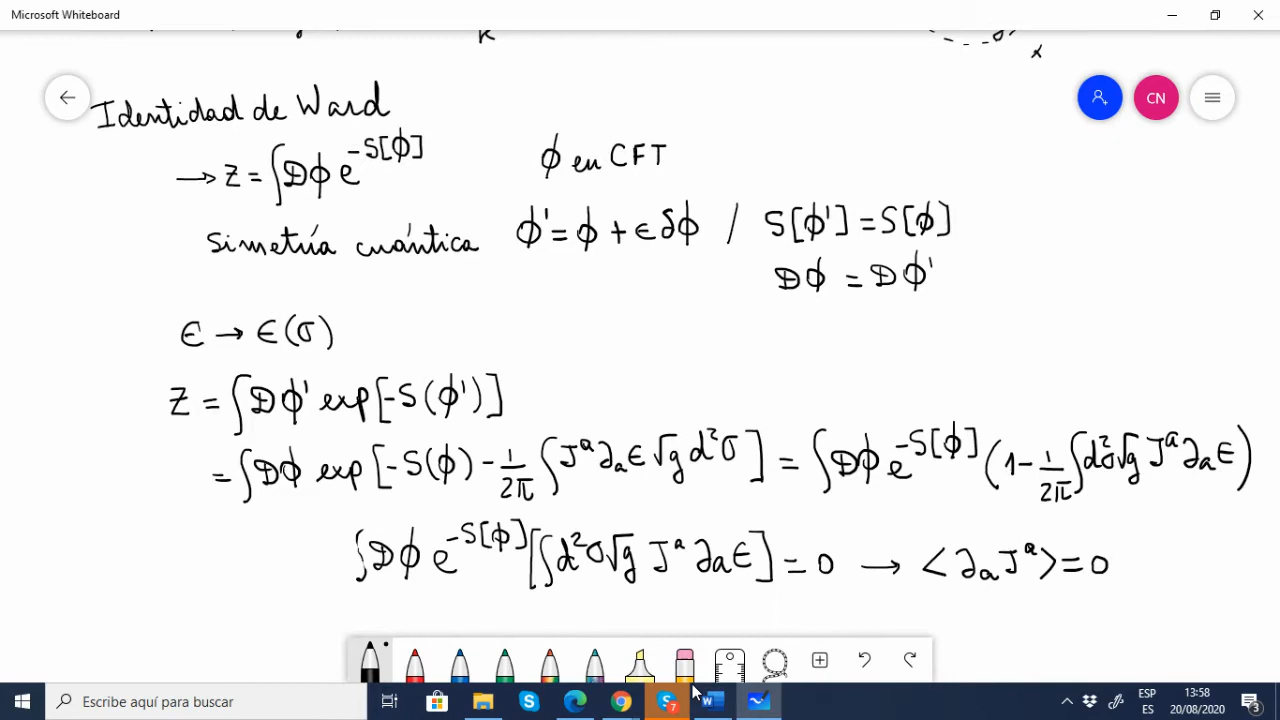 Microsoft Whiteboard
k
x
Identidad de Ward
CN
→ Z = ∫Dϕ e^{-S[ϕ]}    ϕ en CFT
simetría cuántica    ϕ' = ϕ + ϵδϕ / S[ϕ'] = S[ϕ]
Dϕ = Dϕ'
ϵ → ϵ(σ)
Z = ∫Dϕ' exp[-S(ϕ')]
= ∫Dϕ exp[-S(ϕ) - 1/2π ∫J^a ∂_a ϵ √g d²σ] = ∫Dϕ e^{-S[ϕ]} (1 - 1/2π ∫d²σ√g J^a ∂_a ϵ)
∫Dϕ e^{-S[ϕ]} [∫d²σ√g J^a ∂_a ϵ] = 0 → <∂_a J^a> = 0
Escribe aquí para buscar
7
ESP
ES
13:58
20/08/2020
3